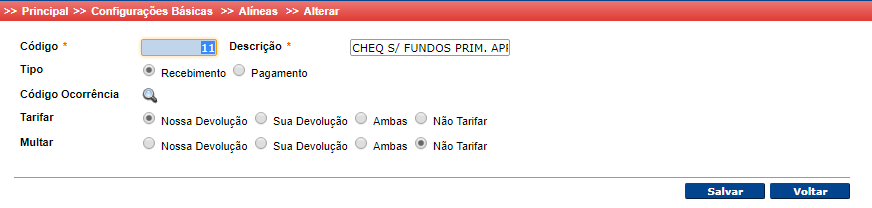 >> Principal >> Configurações Básicas >> Alíneas >> Alterar
Código * 11 Descrição * CHEQ S/ FUNDOS PRIM.
Tipo Recebimento Pagamento
Código Ocorrência
Tarifar Nossa Devolução Sua Devolução Ambas Não Tarifar
Multar Nossa Devolução Sua Devolução Ambas Não Tarifar
Salvar Voltar